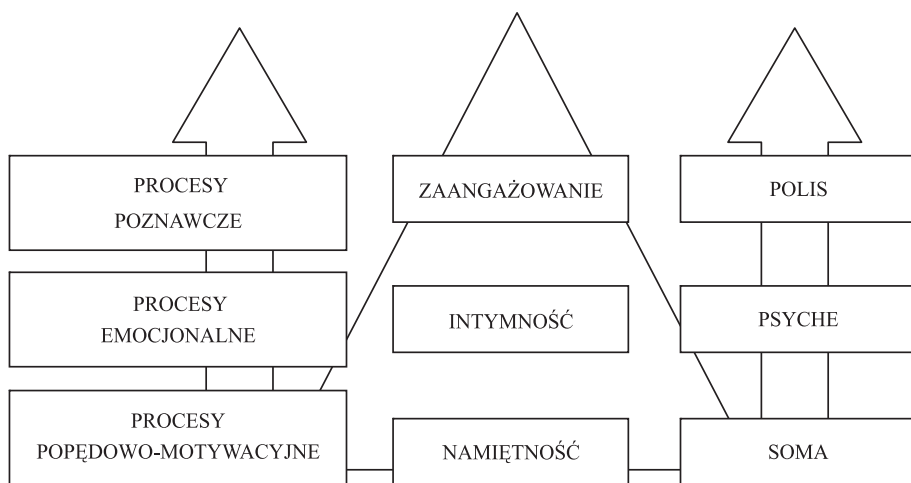 PROCESY
POZNAWCZE
ZAANGAŻOWANIE
POLIS
PROCESY
EMOCJONALNE
INTYMNOŚĆ
PSYCHE
PROCESY
POPĘDOWO-MOTYWACYJNE
NAMIĘTNOŚĆ
SOMA